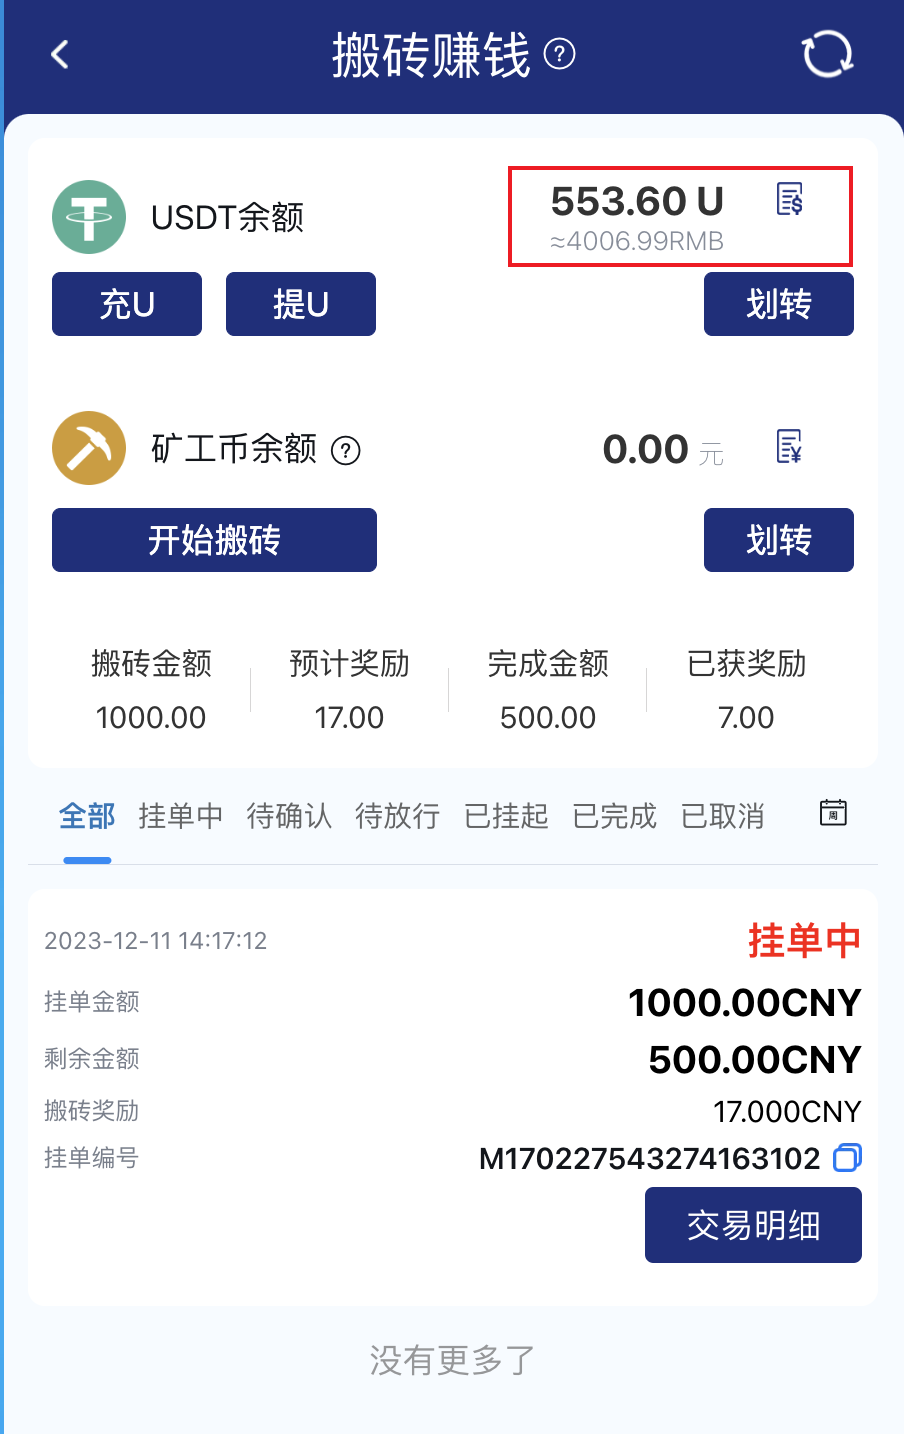 搬砖赚钱 ?
USDT余额
553.60 U
≈4006.99RMB
充U 提U 划转
矿工币余额 ? 0.00 元
开始搬砖 划转
搬砖金额 预计奖励 完成金额 已获奖励
1000.00 17.00 500.00 7.00
全部 挂单中 待确认 待放行 已挂起 已完成 已取消 周
2023-12-11 14:17:12 挂单中
挂单金额 1000.00CNY
剩余金额 500.00CNY
搬砖奖励 17.000CNY
挂单编号 M170227543274163102
交易明细
没有更多了